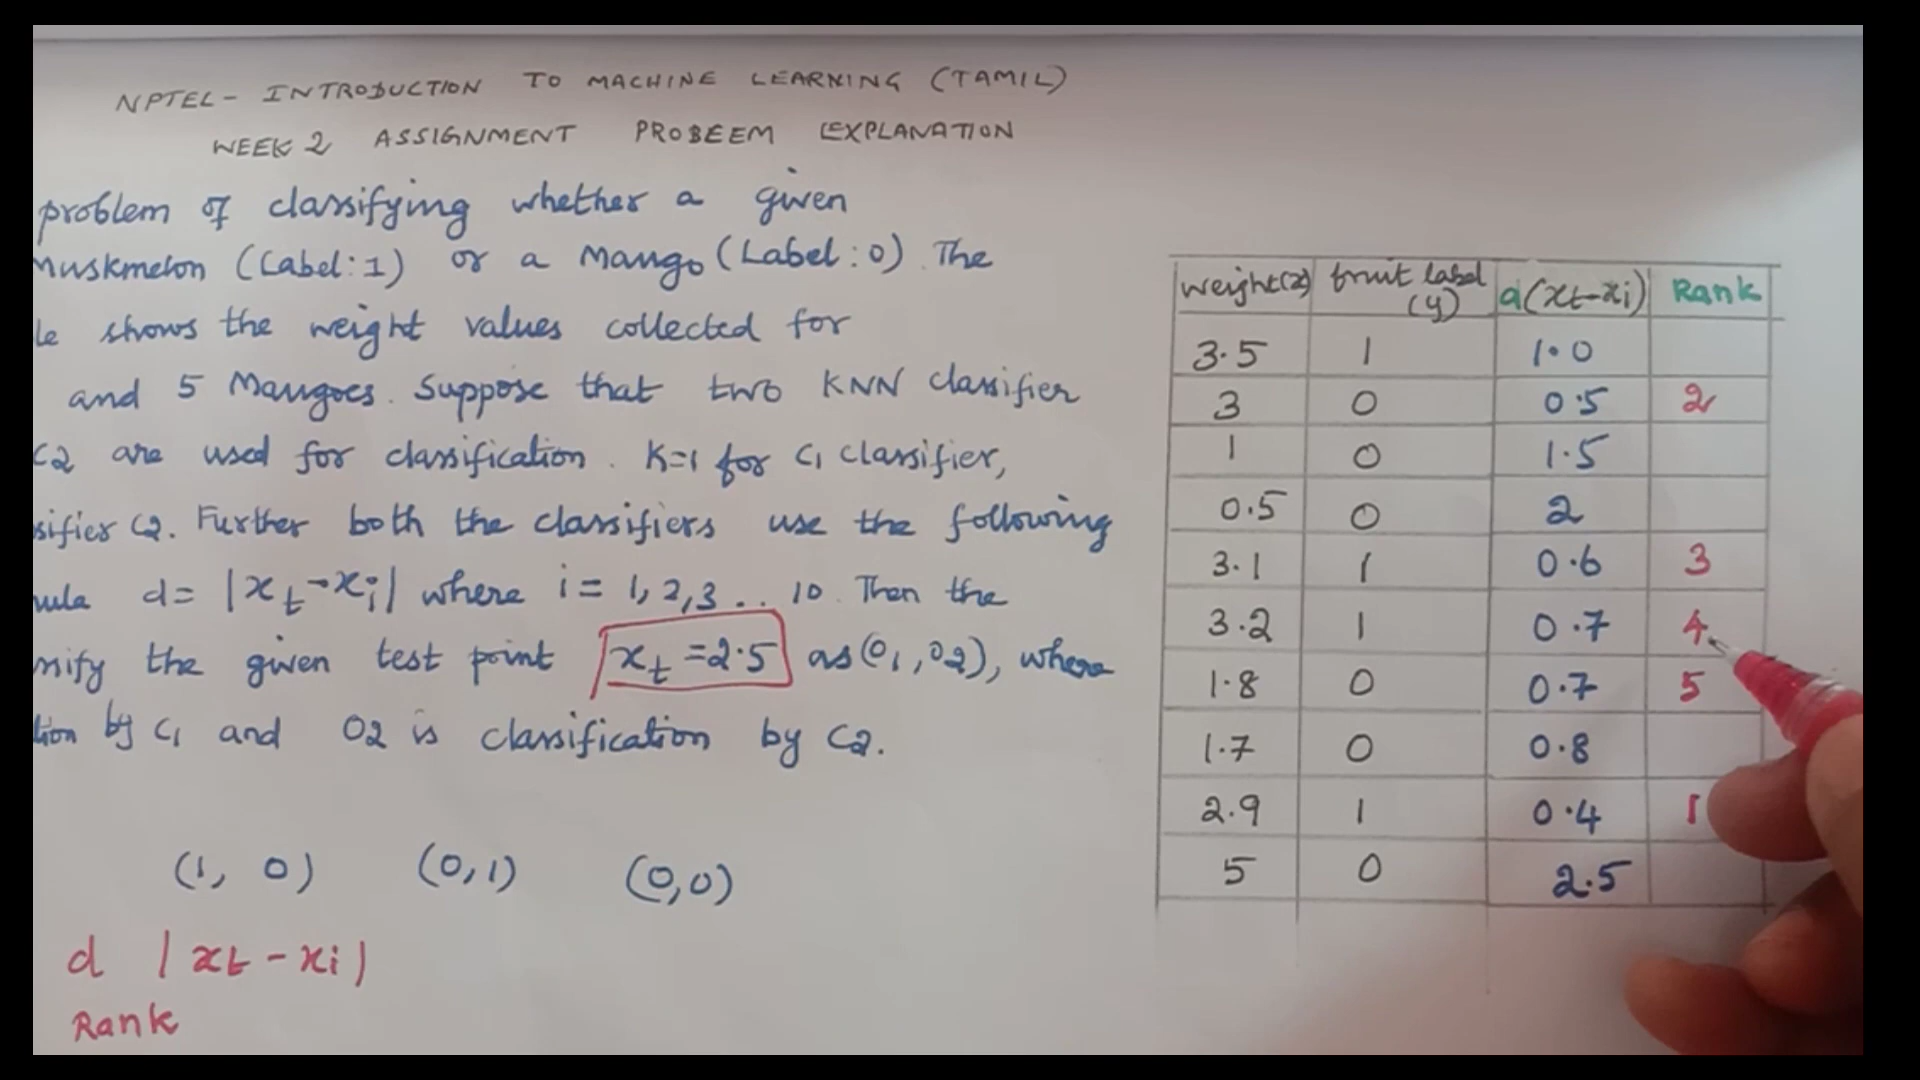 NPTEL - INTRODUCTION TO MACHINE LEARNING (TAMIL)
WEEK 2 ASSIGNMENT PROBEEM EXPLANATION
problem of classifying whether a given
muskmelon (Label:1) or a Mango (Label:0). The
le shows the weight values collected for
and 5 Mangoes. Suppose that two KNN classifier
C2 are used for classification. K=1 for C1 classifier,
sifier C2. Further both the classifiers use the following
mula d= |xt-xi| where i = 1,2,3...10. Then the
sify the given test point xt =2.5 as (O1,O2), where
tion by C1 and O2 is classification by C2.
(1, 0) (0,1) (0,0)
d |xt - xi|
Rank
weight(x) fruit label (y) d(xt-xi) Rank
3.5 1 1.0
3 0 0.5 2
1 0 1.5
0.5 0 2
3.1 1 0.6 3
3.2 1 0.7 4
1.8 0 0.7 5
1.7 0 0.8
2.9 1 0.4 1
5 0 2.5